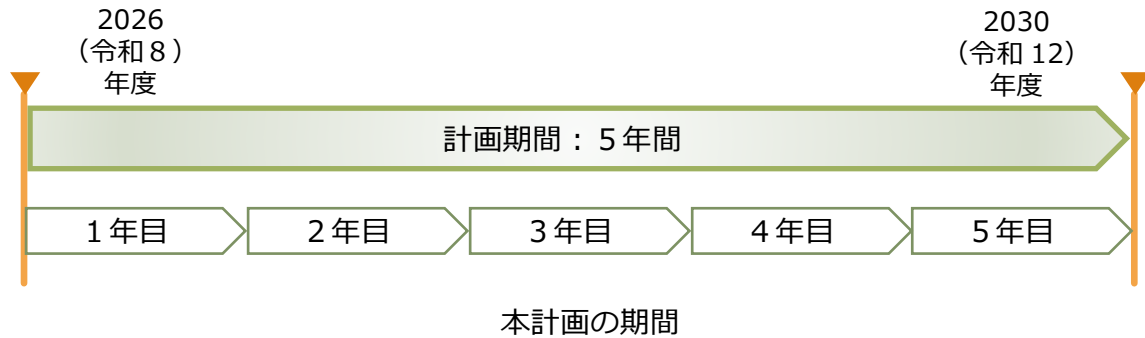 2026
（令和８）
年度
2030
（令和 12）
年度
計画期間：５年間
１年目
２年目
３年目
４年目
５年目
本計画の期間